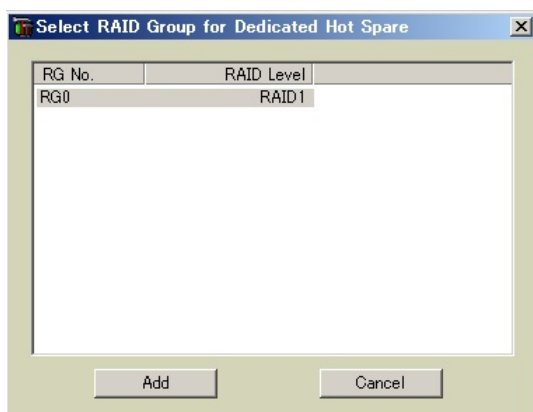 Select RAID Group for Dedicated Hot Spare
RG No. RAID Level
RG0 RAID1
Add Cancel